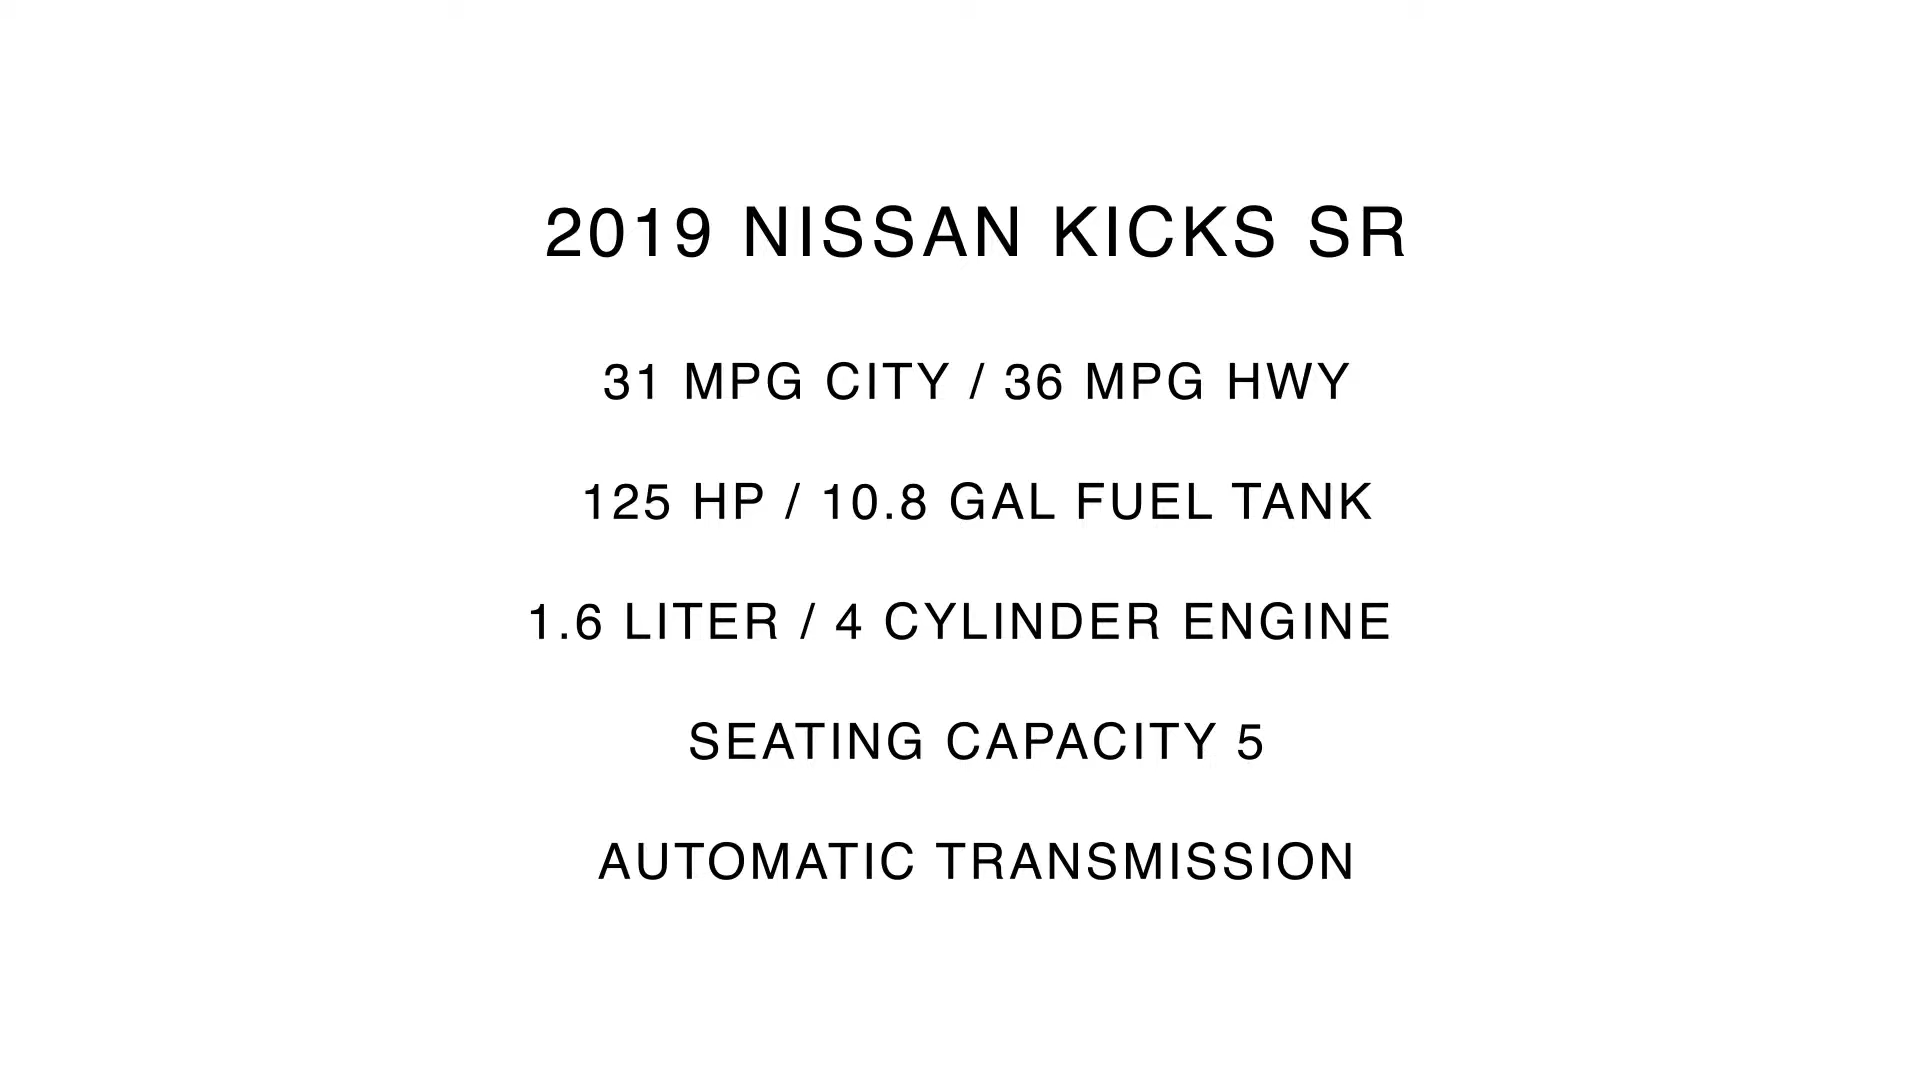 2019 NISSAN KICKS SR
31 MPG CITY / 36 MPG HWY
125 HP / 10.8 GAL FUEL TANK
1.6 LITER / 4 CYLINDER ENGINE
SEATING CAPACITY 5
AUTOMATIC TRANSMISSION